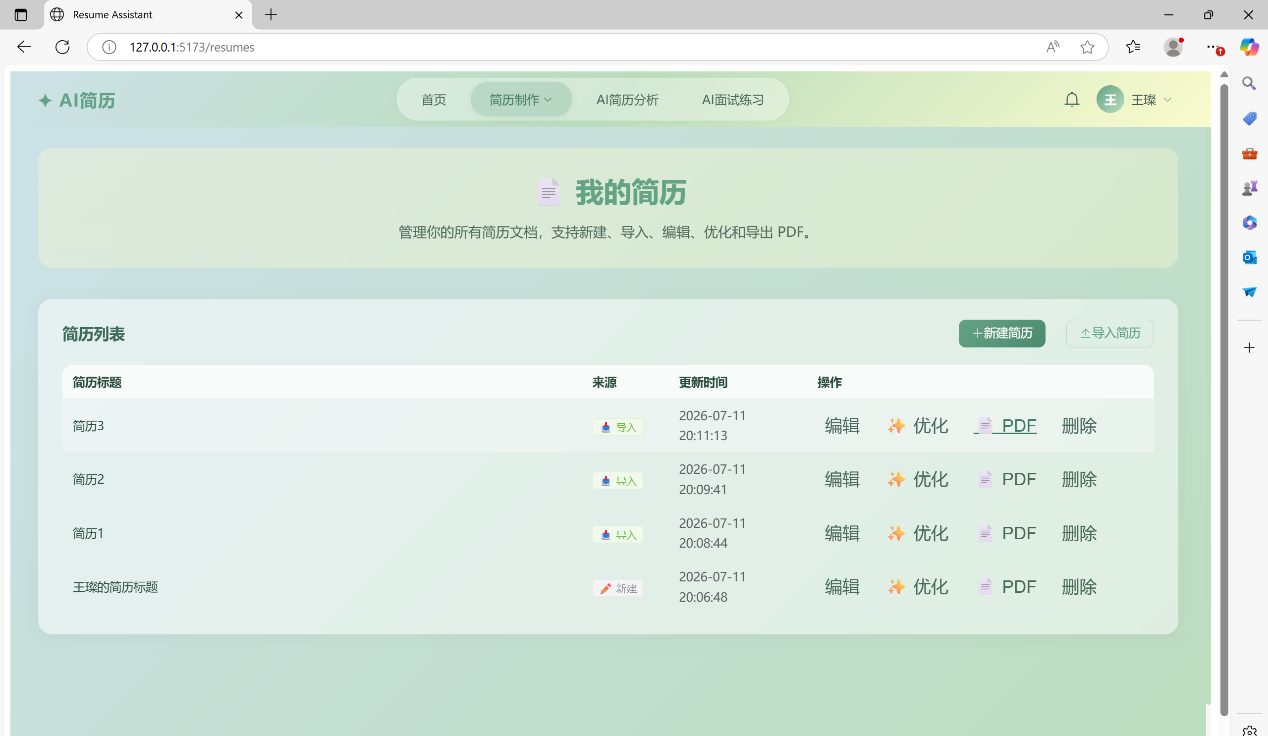 Resume Assistant
127.0.0.1:5173/resumes
AI简历
首页 简历制作 AI简历分析 AI面试练习
王 王璨
我的简历
管理你的所有简历文档，支持新建、导入、编辑、优化和导出 PDF。
简历列表
+新建简历 导入简历
简历标题 来源 更新时间 操作
简历3 导入 2026-07-11 20:11:13 编辑 优化 PDF 删除
简历2 导入 2026-07-11 20:09:41 编辑 优化 PDF 删除
简历1 导入 2026-07-11 20:08:44 编辑 优化 PDF 删除
王璨的简历标题 新建 2026-07-11 20:06:48 编辑 优化 PDF 删除